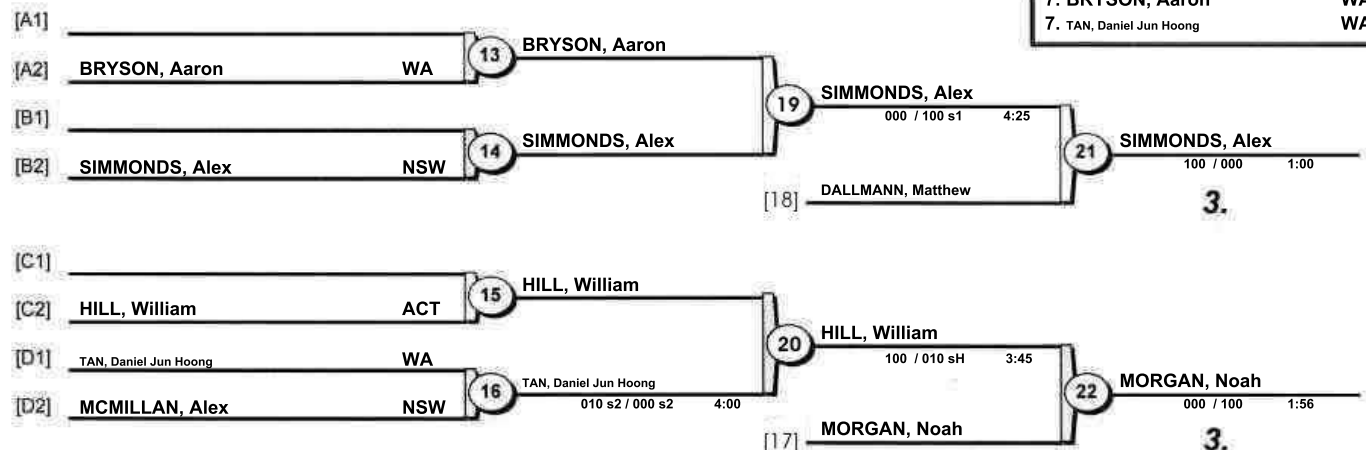 7. BRYSON, Aaron WA
7. TAN, Daniel Jun Hoong WA
[A1]
[A2] BRYSON, Aaron WA
13 BRYSON, Aaron
[B1]
[B2] SIMMONDS, Alex NSW
14 SIMMONDS, Alex
19 SIMMONDS, Alex
000 / 100 s1 4:25
[18] DALLMANN, Matthew
21 SIMMONDS, Alex
100 / 000 1:00
3.
[C1]
[C2] HILL, William ACT
15 HILL, William
[D1] TAN, Daniel Jun Hoong WA
[D2] MCMILLAN, Alex NSW
16 TAN, Daniel Jun Hoong
010 s2 / 000 s2 4:00
20 HILL, William
100 / 010 sH 3:45
[17] MORGAN, Noah
22 MORGAN, Noah
000 / 100 1:56
3.